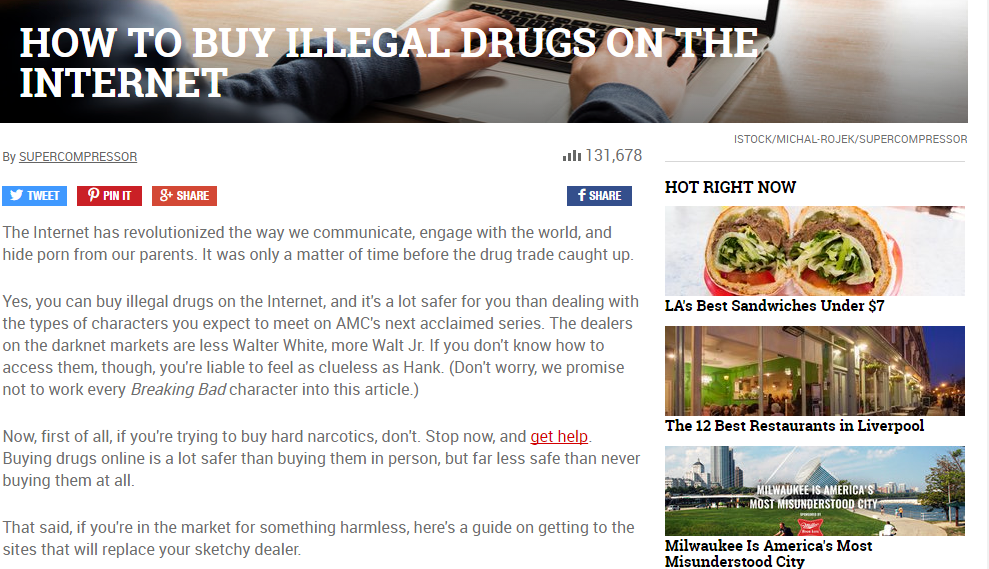 HOW TO BUY ILLEGAL DRUGS ON THE
INTERNET
ISTOCK/MICHAL-ROJEK/SUPERCOMPRESSOR
By SUPERCOMPRESSOR
131,678
TWEET
PIN IT
SHARE
SHARE
The Internet has revolutionized the way we communicate, engage with the world, and
hide porn from our parents. It was only a matter of time before the drug trade caught up.
Yes, you can buy illegal drugs on the Internet, and it's a lot safer for you than dealing with
the types of characters you expect to meet on AMC's next acclaimed series. The dealers
on the darknet markets are less Walter White, more Walt Jr. If you don't know how to
access them, though, you're liable to feel as clueless as Hank. (Don't worry, we promise
not to work every Breaking Bad character into this article.)
Now, first of all, if you're trying to buy hard narcotics, don't. Stop now, and get help.
Buying drugs online is a lot safer than buying them in person, but far less safe than never
buying them at all.
That said, if you're in the market for something harmless, here's a guide on getting to the
sites that will replace your sketchy dealer.
HOT RIGHT NOW
LA's Best Sandwiches Under $7
The 12 Best Restaurants in Liverpool
MILWAUKEE IS AMERICA'S
MOST MISUNDERSTOOD CITY
SPONSORED BY
Milwaukee Is America's Most
Misunderstood City